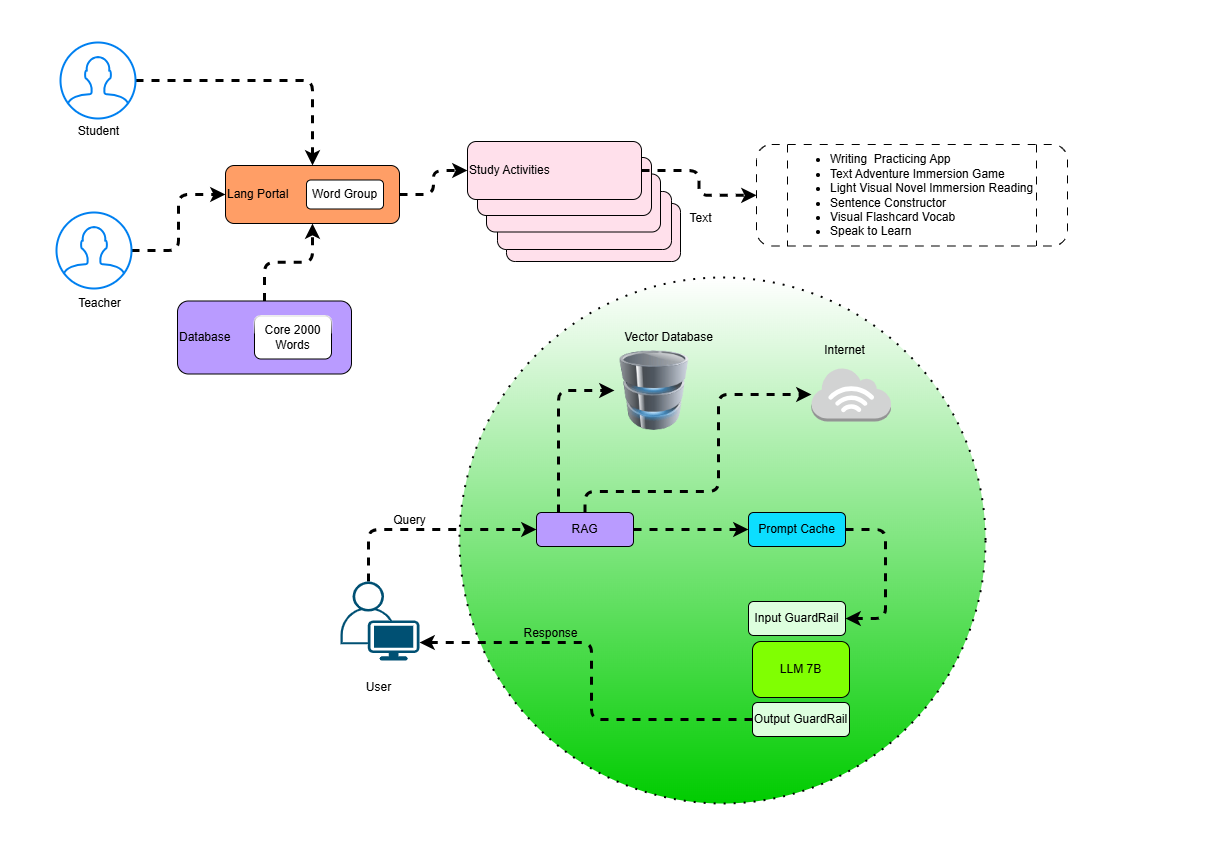 Student
Lang Portal
Word Group
Study Activities
Text
Writing  Practicing App
Text Adventure Immersion Game
Light Visual Novel Immersion Reading
Sentence Constructor
Visual Flashcard Vocab
Speak to Learn
Teacher
Database
Core 2000
Words
Vector Database
Internet
Query
RAG
Prompt Cache
Input GuardRail
Response
LLM 7B
User
Output GuardRail